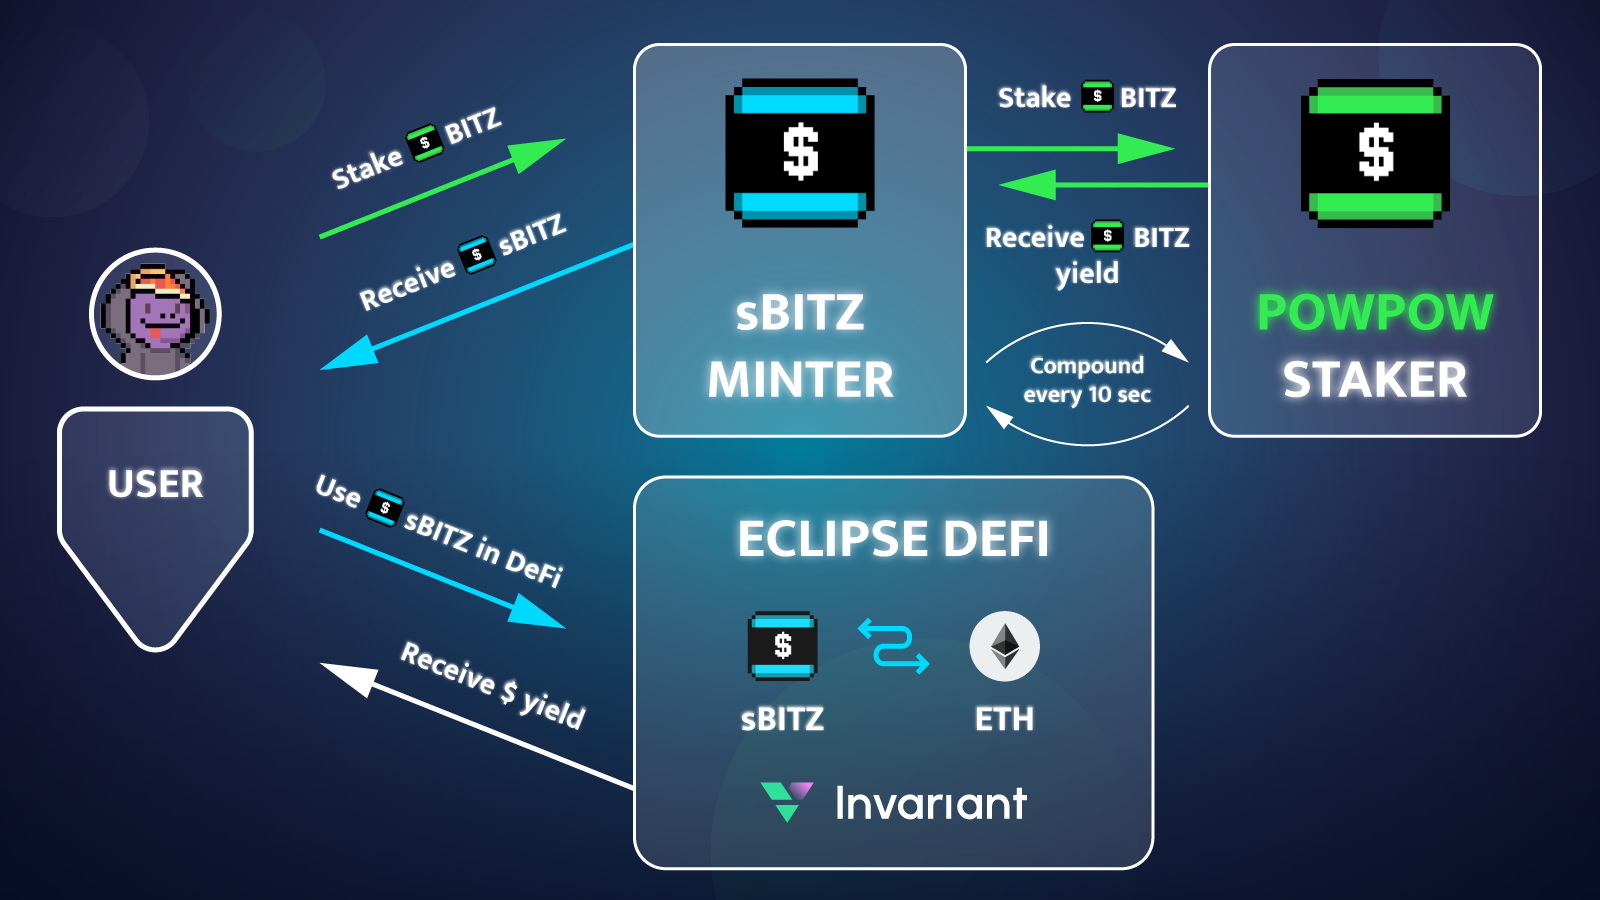 Stake $ BITZ
Receive $ sBITZ
USER
Use $ sBITZ in DeFi
Receive $ yield
$
sBITZ
MINTER
Stake $ BITZ
Receive $ BITZ
yield
Compound
every 10 sec
$
POWPOW
STAKER
ECLIPSE DEFI
$
sBITZ
ETH
Invariant